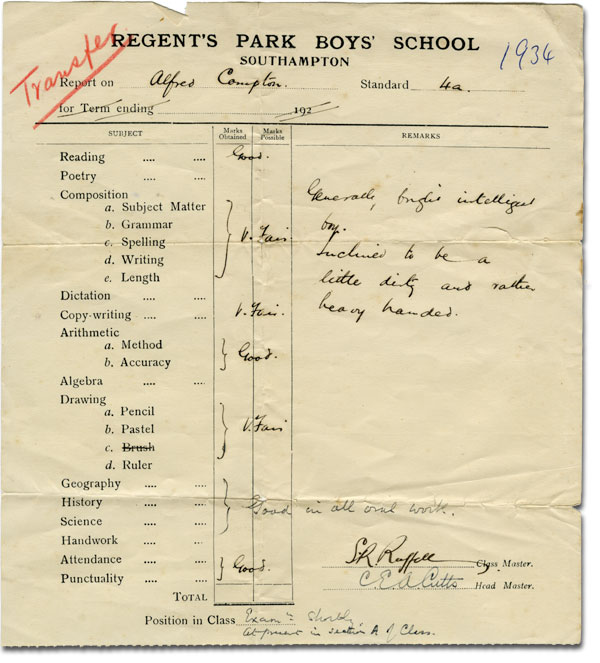 Transfer
REGENT'S PARK BOYS' SCHOOL
1934
SOUTHAMPTON
Report on Alfred Compton. Standard 4a.
for Term ending 192
SUBJECT Marks Obtained Marks Possible REMARKS
Reading .... .... Good.
Poetry .... ....
Composition
a. Subject Matter
b. Grammar
c. Spelling V. Fair
d. Writing
e. Length
Generally, bright intelligent
boy.
Inclined to be a
little dirty and rather
heavy handed.
Dictation .... ....
Copy-writing .... .... V. Fair.
Arithmetic
a. Method
b. Accuracy Good.
Algebra .... ....
Drawing
a. Pencil
b. Pastel V. Fair
c. Brush
d. Ruler
Geography .... ....
History .... .... Good in all oral work.
Science .... ....
Handwork .... ....
Attendance .... .... Good.
Punctuality .... ....
S.R. Russell Class Master.
C.E.A. Cutts Head Master.
TOTAL
Position in Class Examn Shortly
At present in section A of Class.